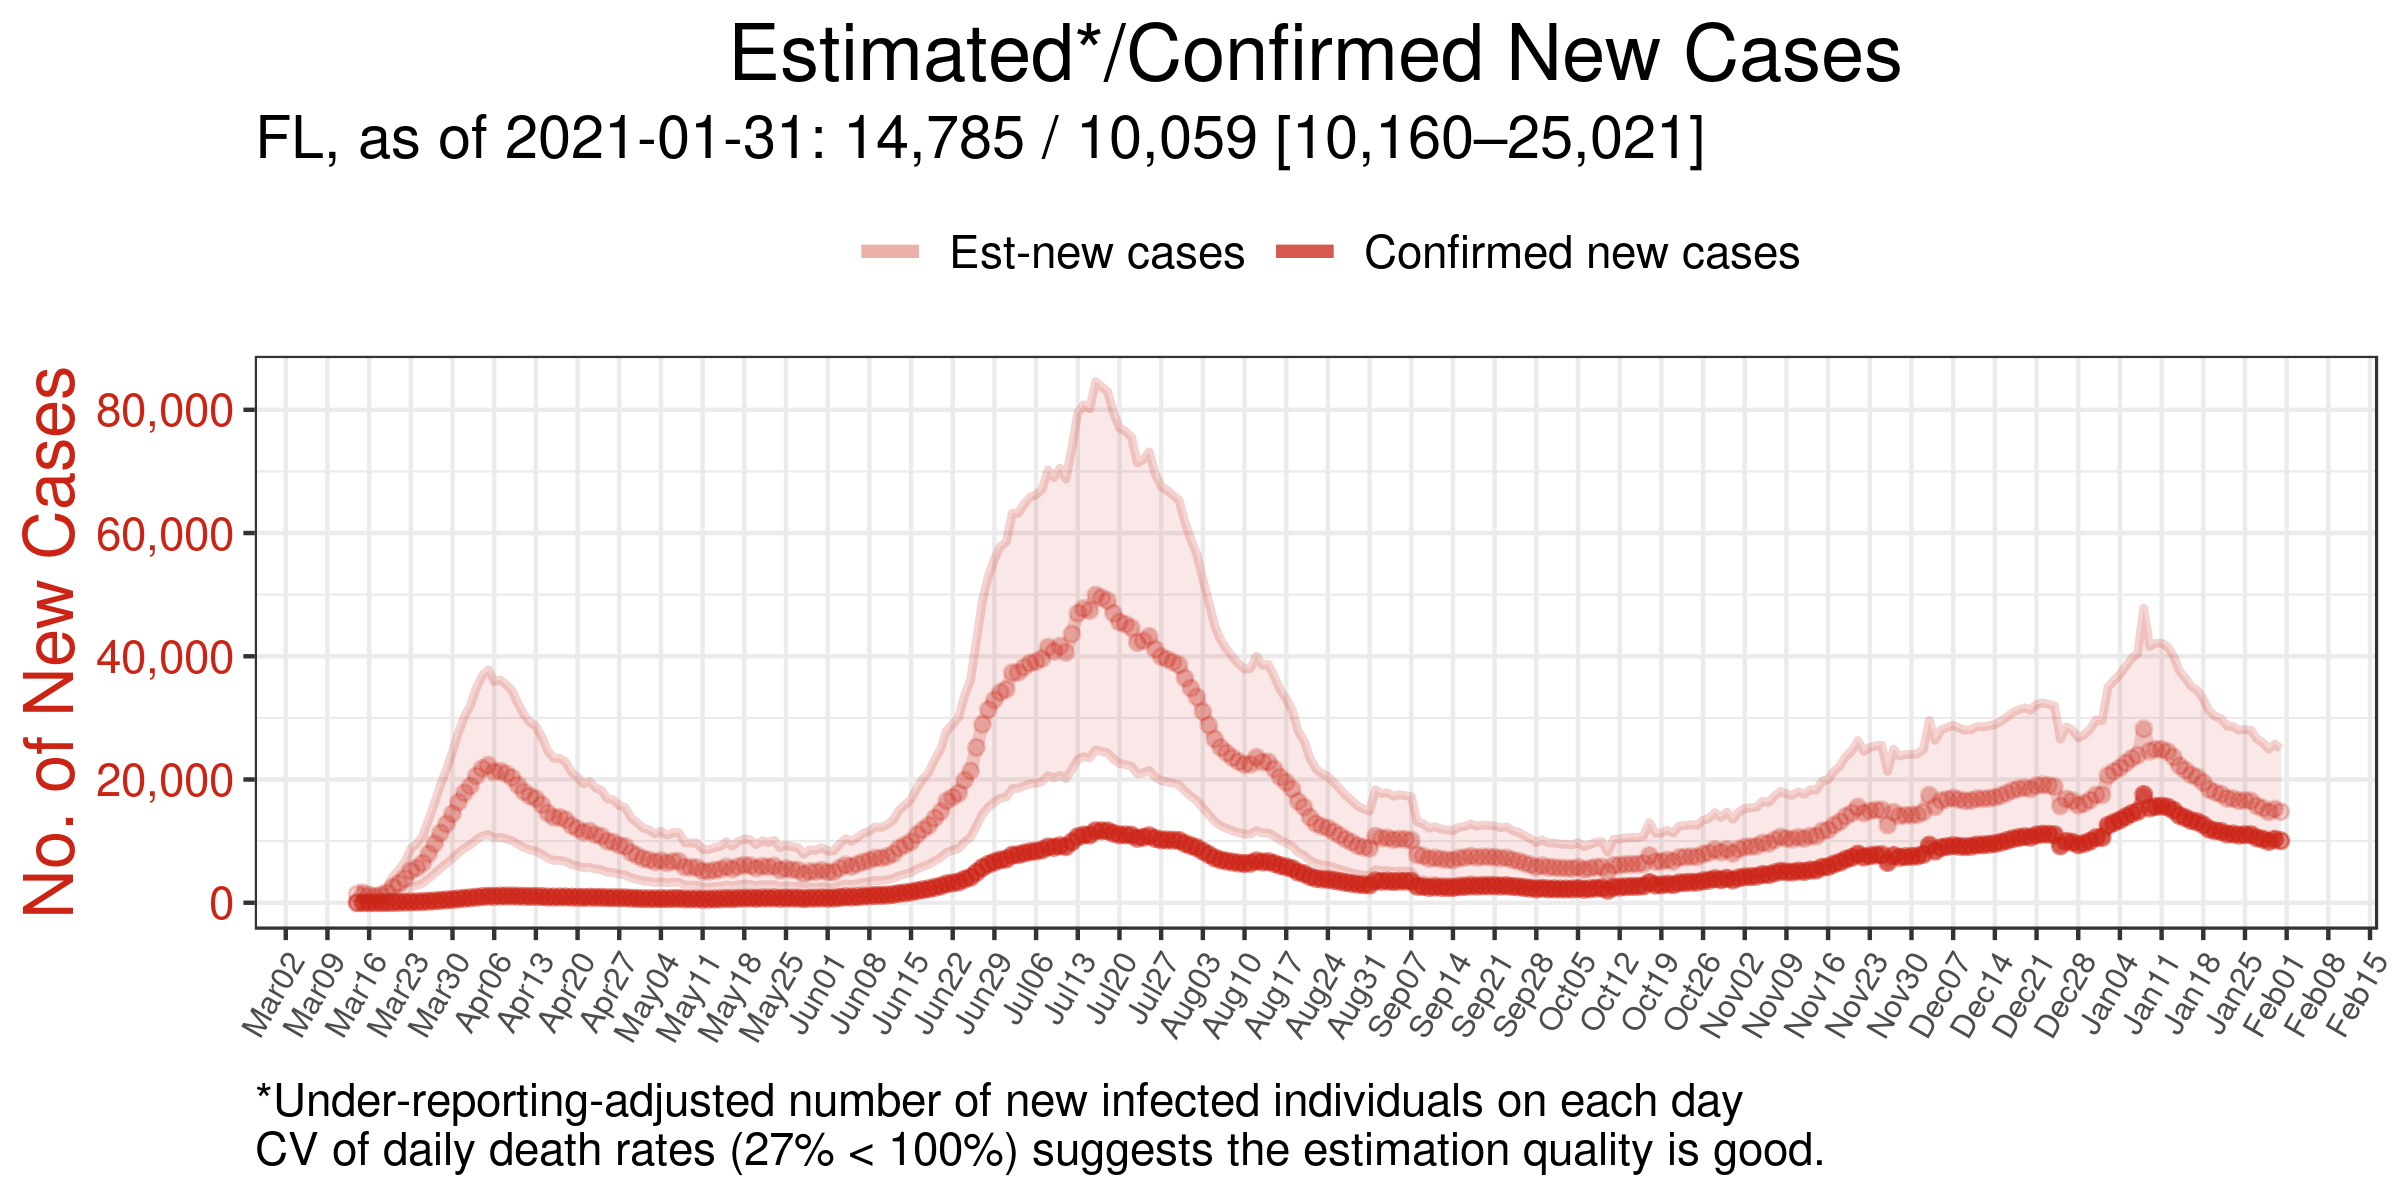 Estimated*/Confirmed New Cases
FL, as of 2021-01-31: 14,785 / 10,059 [10,160–25,021]
Est-new cases
Confirmed new cases
No. of New Cases
80,000
60,000
40,000
20,000
0
Mar02
Mar09
Mar16
Mar23
Mar30
Apr06
Apr13
Apr20
Apr27
May04
May11
May18
May25
Jun01
Jun08
Jun15
Jun22
Jun29
Jul06
Jul13
Jul20
Jul27
Aug03
Aug10
Aug17
Aug24
Aug31
Sep07
Sep14
Sep21
Sep28
Oct05
Oct12
Oct19
Oct26
Nov02
Nov09
Nov16
Nov23
Nov30
Dec07
Dec14
Dec21
Dec28
Jan04
Jan11
Jan18
Jan25
Feb01
Feb08
Feb15
*Under-reporting-adjusted number of new infected individuals on each day
CV of daily death rates (27% < 100%) suggests the estimation quality is good.